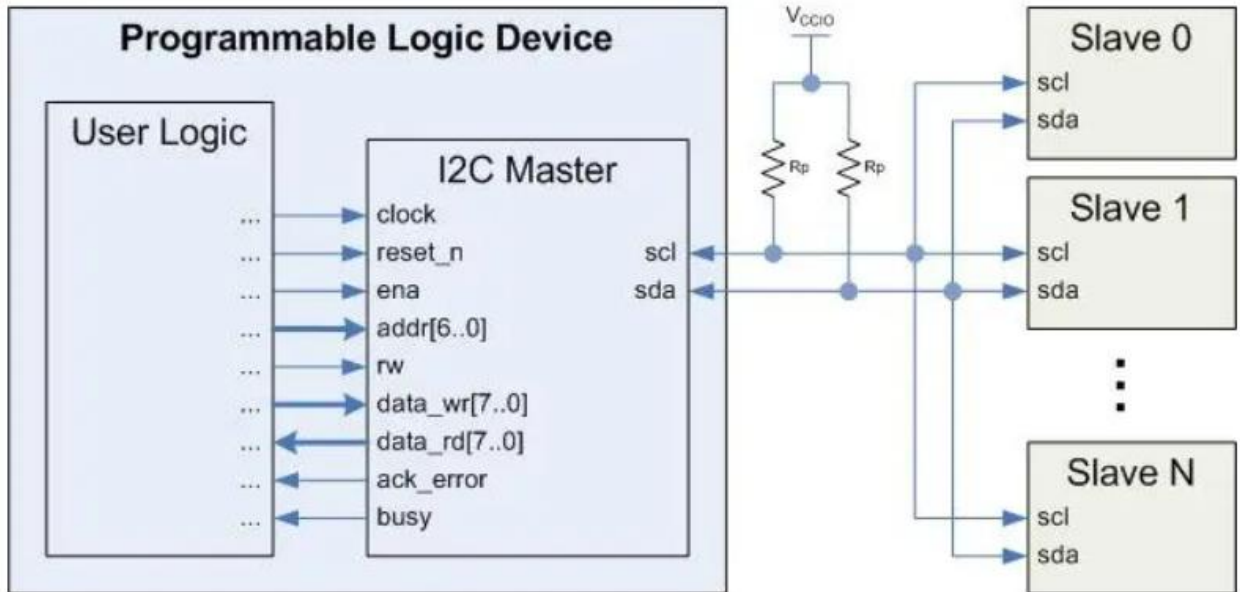 Programmable Logic Device
User Logic
...
...
...
...
...
...
...
...
...
I2C Master
clock
reset_n
ena
addr[6..0]
rw
data_wr[7..0]
data_rd[7..0]
ack_error
busy
scl
sda
VCCIO
Rp
Rp
Slave 0
scl
sda
Slave 1
scl
sda
Slave N
scl
sda